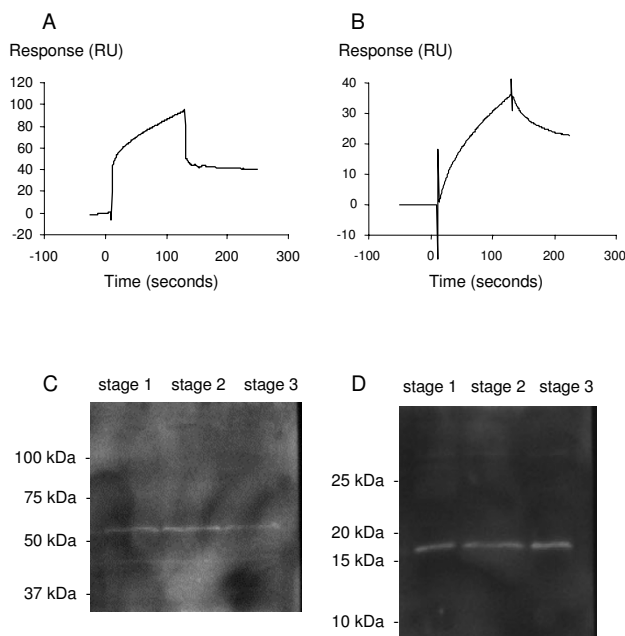 A
Response (RU)
120
100
80
60
40
20
0
-20
-100
0
100
200
300
Time (seconds)
B
Response (RU)
40
30
20
10
0
-10
-100
0
100
200
300
Time (seconds)
C
stage 1 stage 2 stage 3
100 kDa -
75 kDa -
50 kDa -
37 kDa -
D
stage 1 stage 2 stage 3
25 kDa -
20 kDa -
15 kDa -
10 kDa -